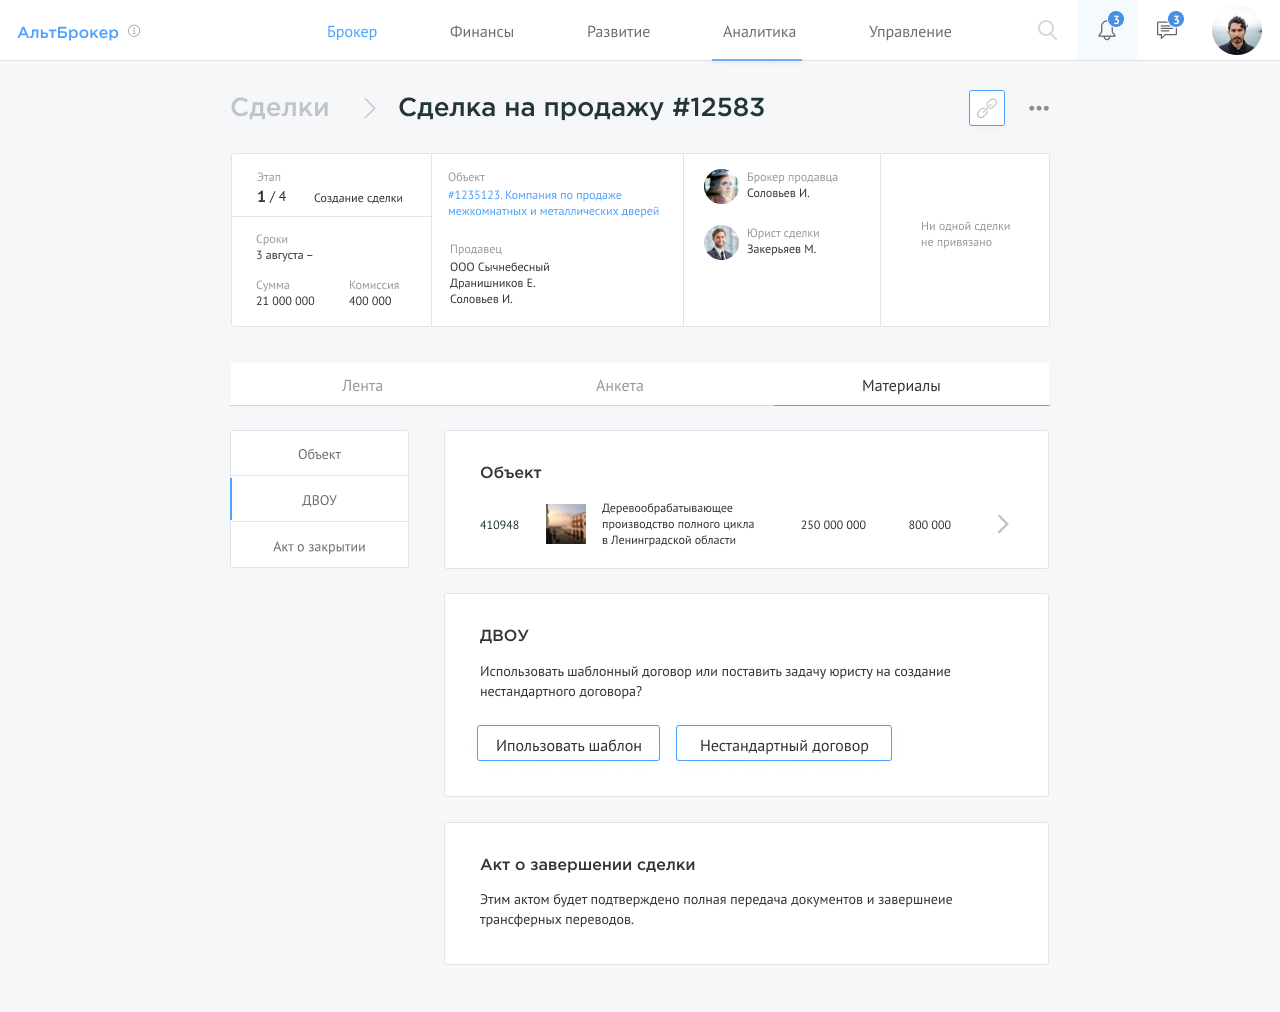 АльтБрокер
Брокер
Финансы
Развитие
Аналитика
Управление
3
3
Сделки
Сделка на продажу #12583
Этап
1 / 4
Создание сделки
Сроки
3 августа –
Сумма
Комиссия
21 000 000
400 000
Объект
#1235123. Компания по продаже
межкомнатных и металлических дверей
Продавец
ООО Сычнебесный
Дранишников Е.
Соловьев И.
Брокер продавца
Соловьев И.
Юрист сделки
Закерьяев М.
Ни одной сделки
не привязано
Лента
Анкета
Материалы
Объект
ДВОУ
Акт о закрытии
Объект
410948
Деревообрабатывающее
производство полного цикла
в Ленинградской области
250 000 000
800 000
ДВОУ
Использовать шаблонный договор или поставить задачу юристу на создание
нестандартного договора?
Ипользовать шаблон
Нестандартный договор
Акт о завершении сделки
Этим актом будет подтверждено полная передача документов и завершнеие
трансферных переводов.